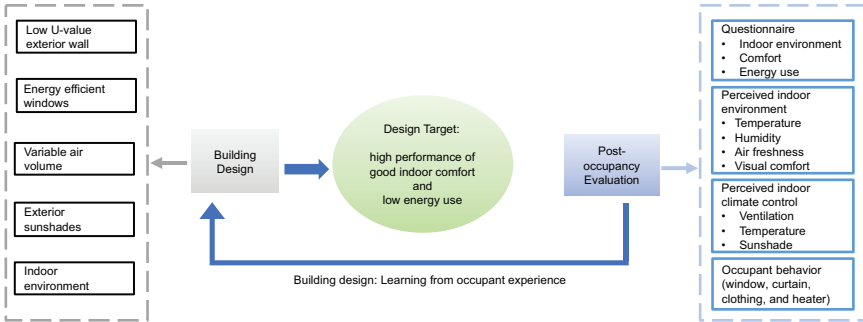 Low U-value
exterior wall
Energy efficient
windows
Variable air
volume
Exterior
sunshades
Indoor
environment
Building
Design
Design Target:
high performance of
good indoor comfort
and
low energy use
Post-
occupancy
Evaluation
Building design: Learning from occupant experience
Questionnaire
• Indoor environment
• Comfort
• Energy use
Perceived indoor
environment
• Temperature
• Humidity
• Air freshness
• Visual comfort
Perceived indoor
climate control
• Ventilation
• Temperature
• Sunshade
Occupant behavior
(window, curtain,
clothing, and heater)